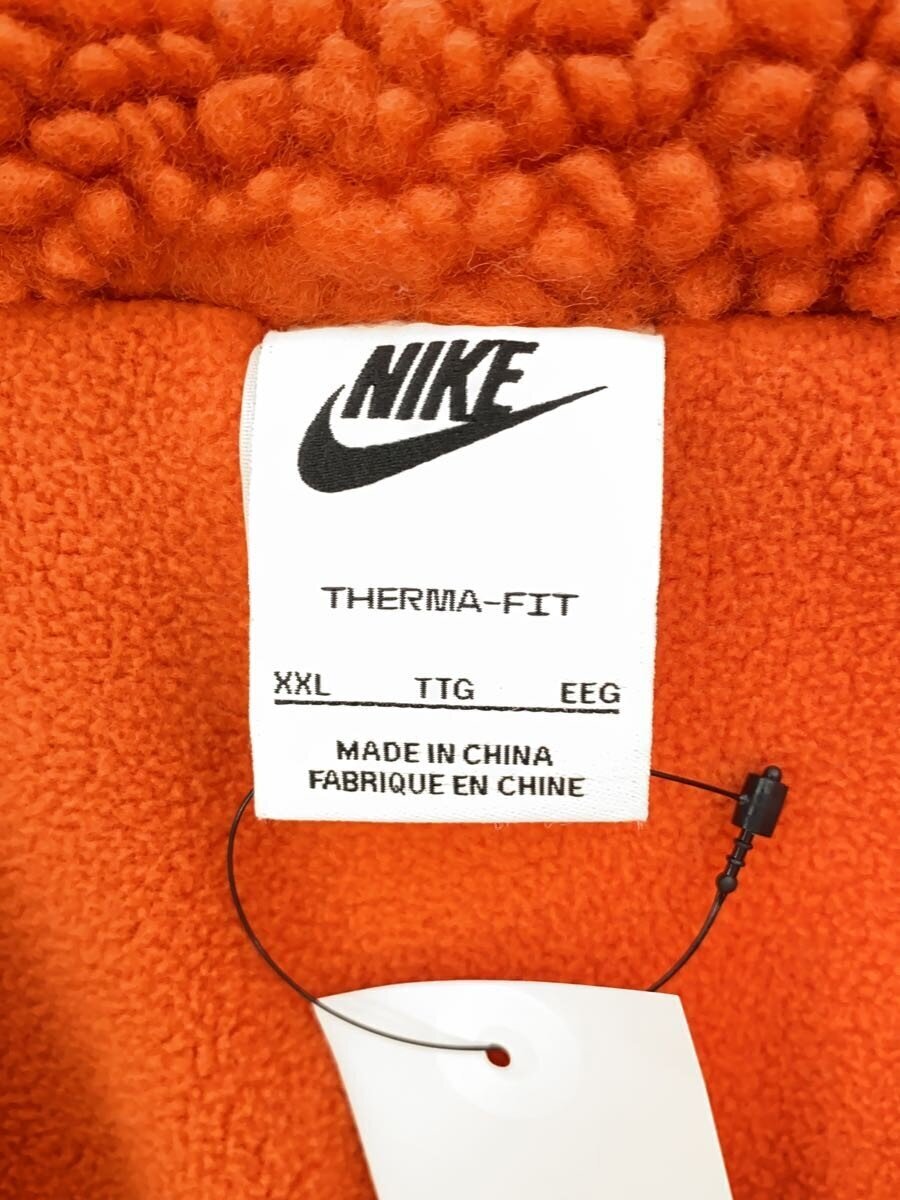 NIKE
THERMA-FIT
XXL TTG EEG
MADE IN CHINA
FABRIQUE EN CHINE